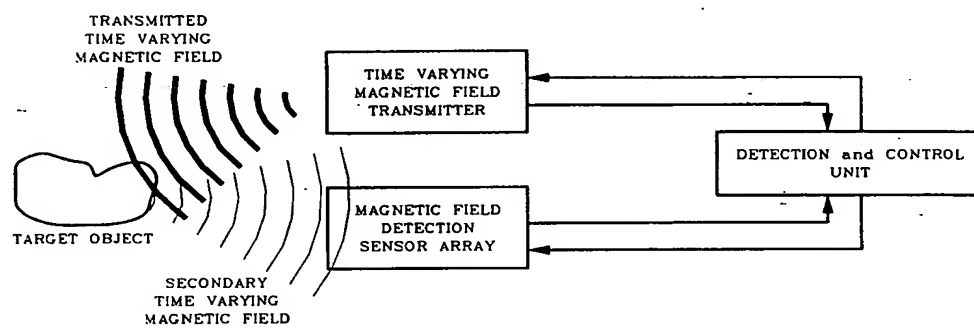 TRANSMITTED
TIME VARYING
MAGNETIC FIELD
TIME VARYING
MAGNETIC FIELD
TRANSMITTER
DETECTION and CONTROL
UNIT
TARGET OBJECT
MAGNETIC FIELD
DETECTION
SENSOR ARRAY
SECONDARY
TIME VARYING
MAGNETIC FIELD